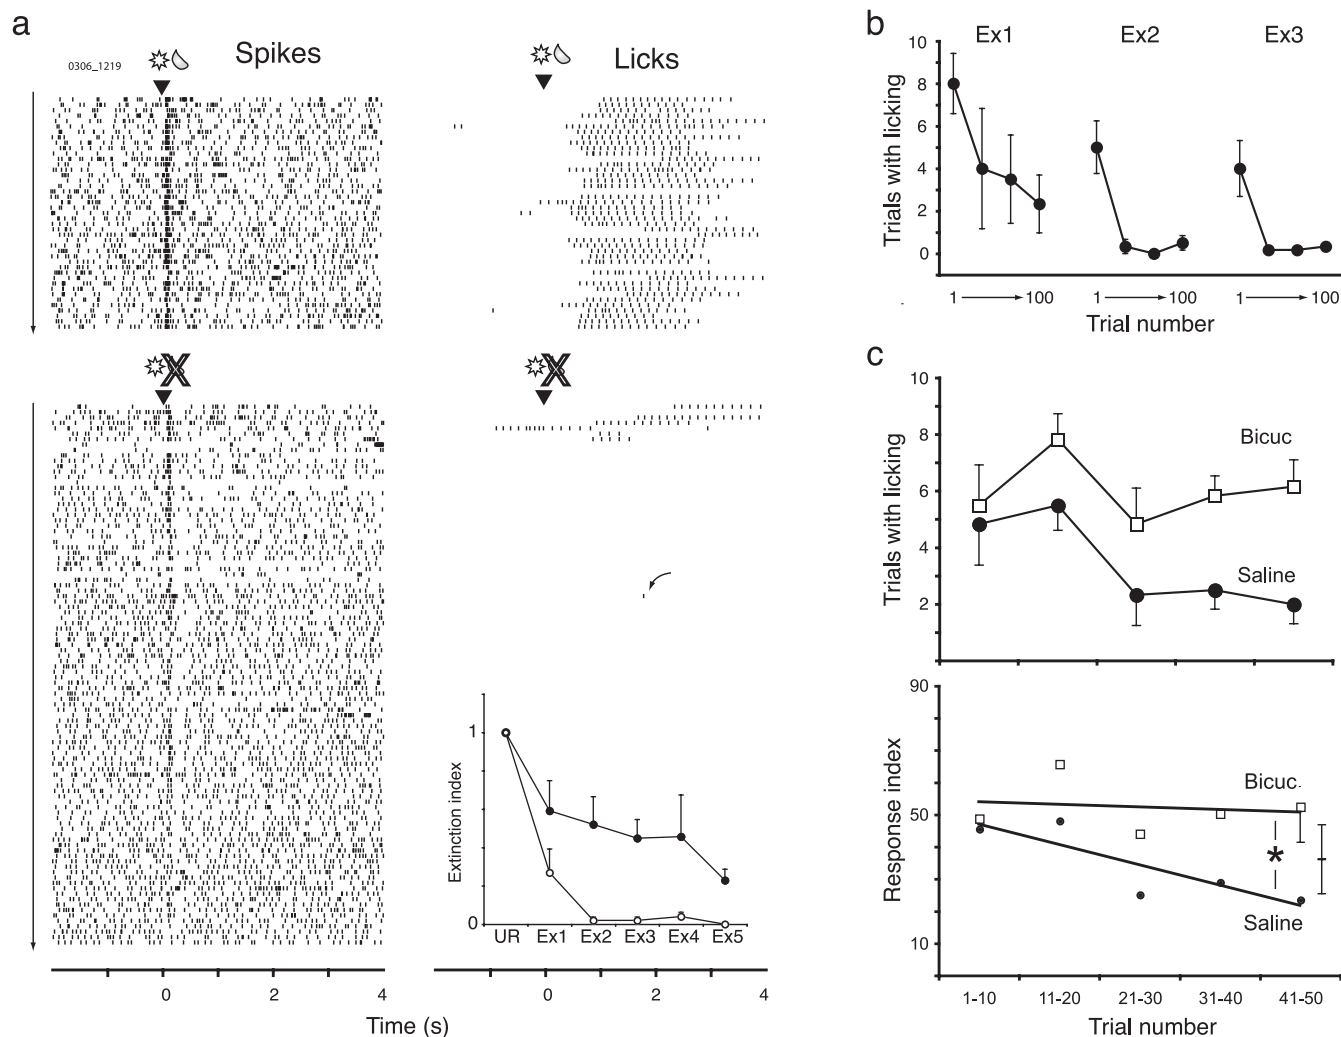 a
0306_1219
Spikes
Licks
0 2 4
Extinction index
1
0
UR Ex1 Ex2 Ex3 Ex4 Ex5
0 2 4
Time (s)
b
Ex1 Ex2 Ex3
Trials with licking
10
8
6
4
2
0
1 100 1 100 1 100
Trial number
c
Trials with licking
10
8
6
4
2
Bicuc
Saline
Response index
90
50
10
Bicuc.
*
Saline
1-10 11-20 21-30 31-40 41-50
Trial number